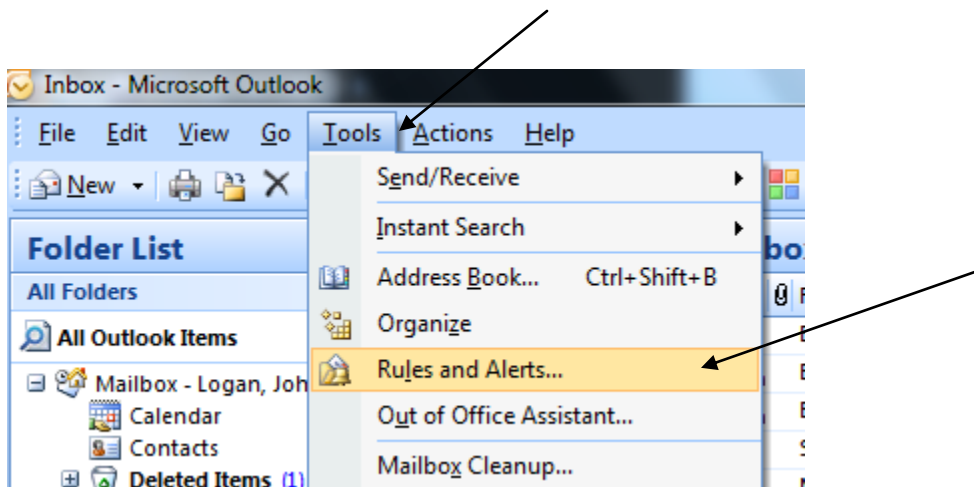 Inbox - Microsoft Outlook
File Edit View Go Tools Actions Help
New
Send/Receive
Instant Search
Folder List
All Folders
Address Book... Ctrl+Shift+B
All Outlook Items
Organize
Mailbox - Logan, Joh
Rules and Alerts...
Calendar
Out of Office Assistant...
Contacts
Mailbox Cleanup...
Deleted Items (1)